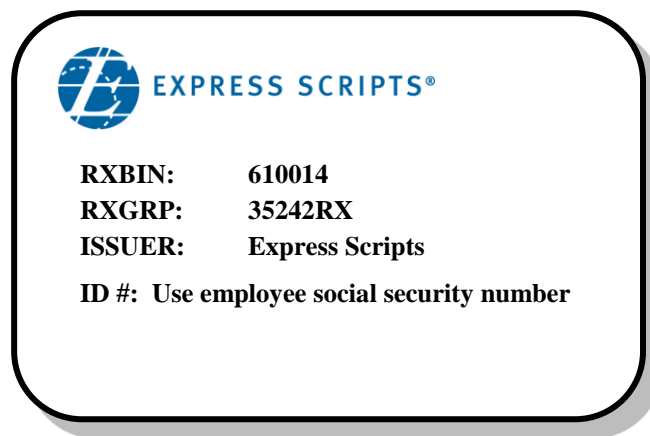 EXPRESS SCRIPTS®
RXBIN: 610014
RXGRP: 35242RX
ISSUER: Express Scripts
ID #: Use employee social security number